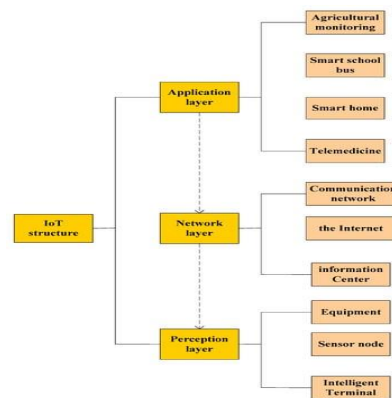 Agricultural
monitoring
Smart school
bus
Application
layer
Smart home
Telemedicine
Communication
network
IoT
structure
Network
layer
the Internet
information
Center
Equipment
Perception
layer
Sensor node
Intelligent
Terminal